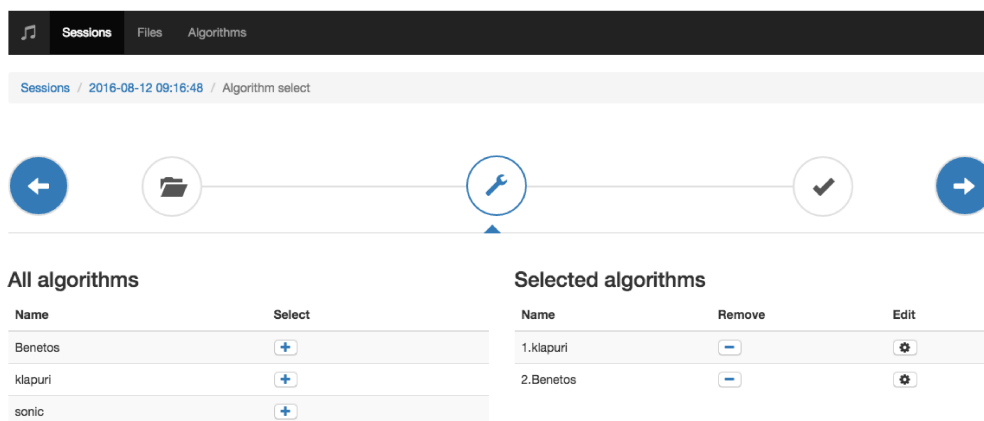 Sessions Files Algorithms
Sessions / 2016-08-12 09:16:48 / Algorithm select
All algorithms
Name Select
Benetos
klapuri
sonic
Selected algorithms
Name Remove Edit
1.klapuri
2.Benetos